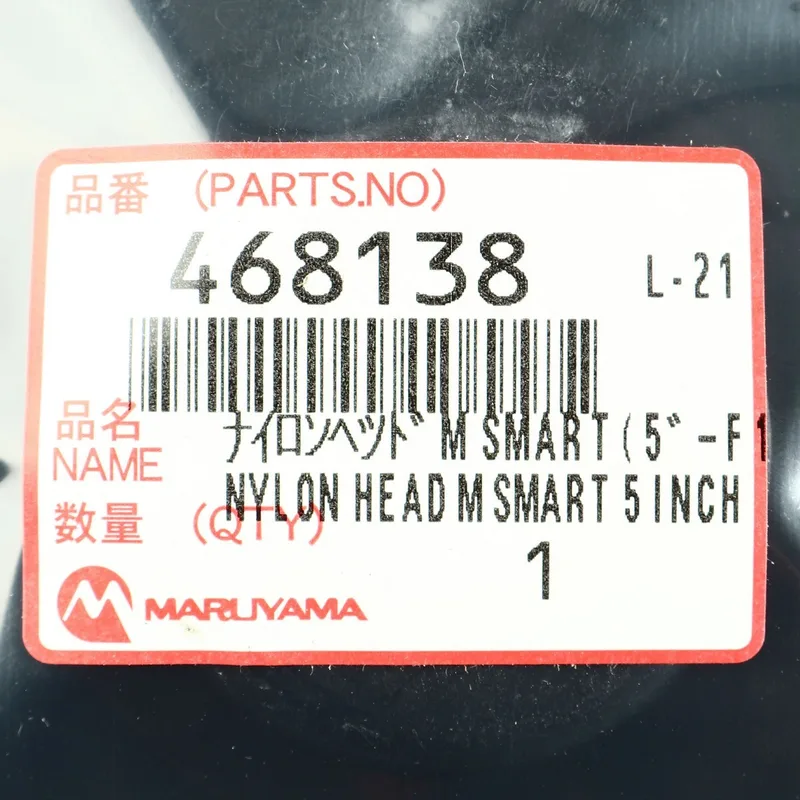 品番 (PARTS.NO)
468138 L-21
品名 ナイロンヘッド M SMART (5" -F1
NAME NYLON HEAD M SMART 5 INCH
数量 (QTY)
1
MARUYAMA